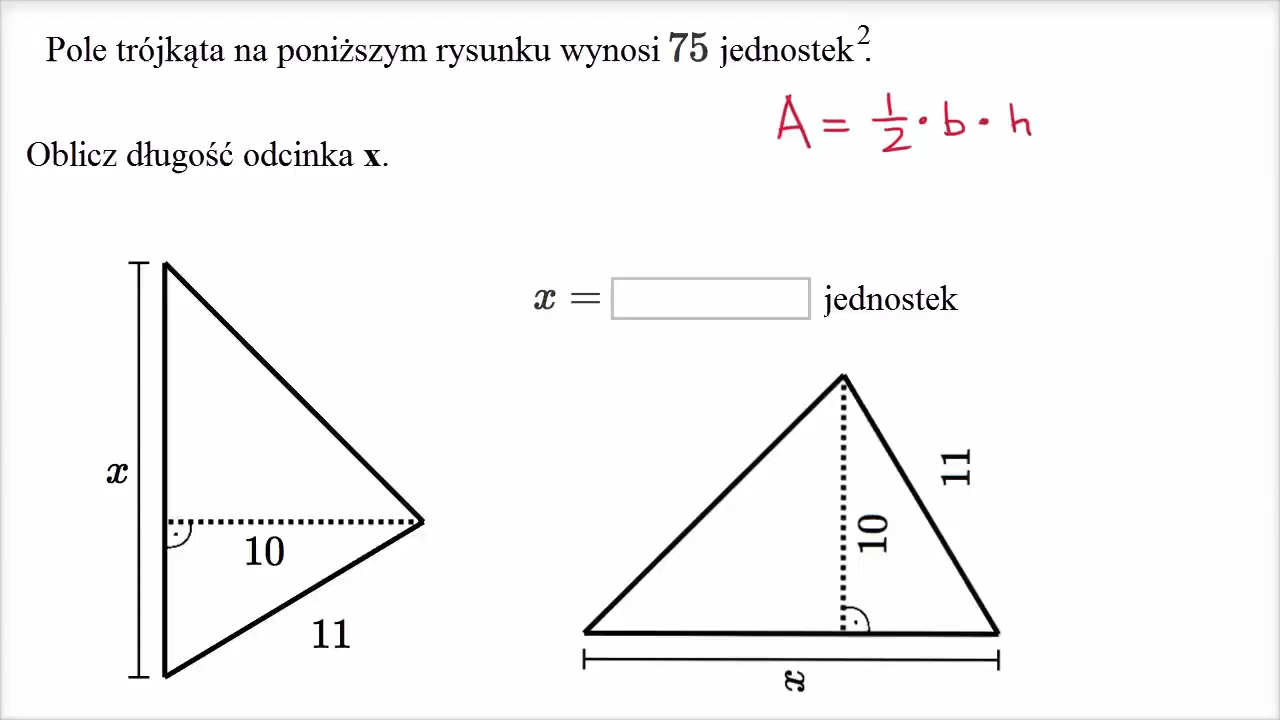 Pole trójkąta na poniższym rysunku wynosi 75 jednostek².
A = 1/2 · b · h
Oblicz długość odcinka x.
x = jednostek
x
10
11
11
10
x